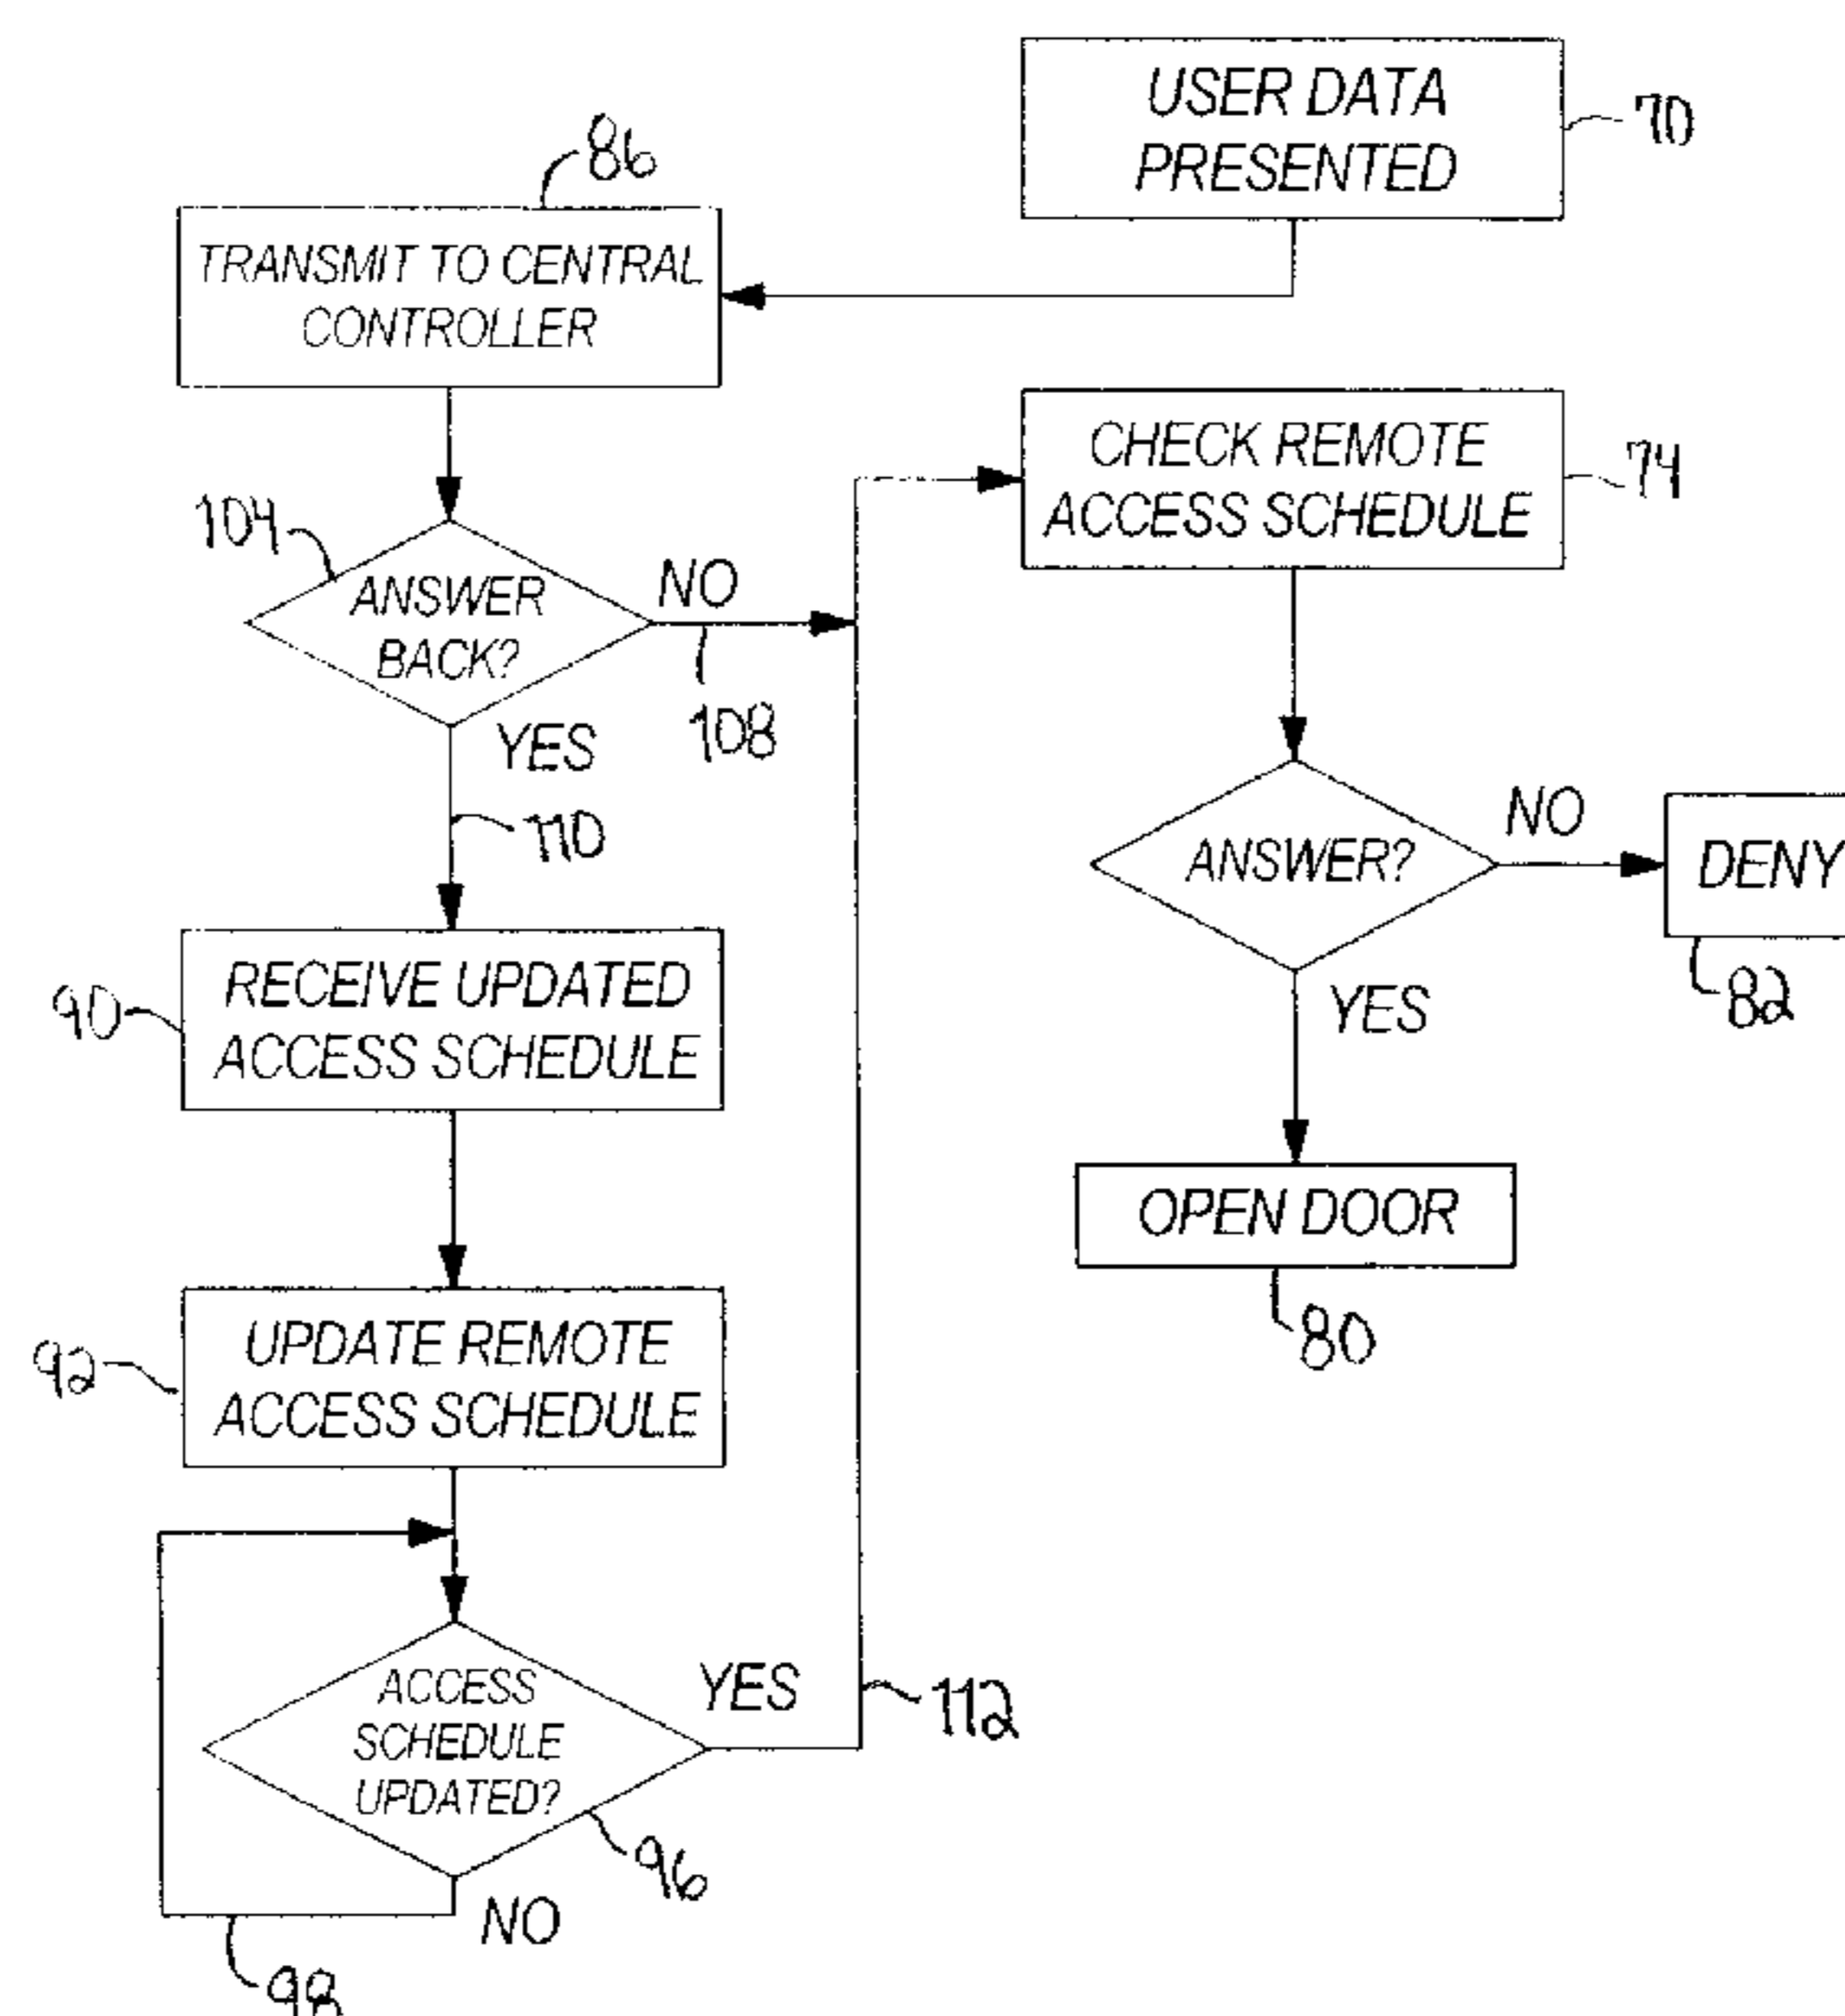 USER DATA
PRESENTED
70
86
TRANSMIT TO CENTRAL
CONTROLLER
CHECK REMOTE
ACCESS SCHEDULE
74
104
ANSWER
BACK?
NO
108
YES
110
ANSWER?
NO
DENY
82
YES
90
RECEIVE UPDATED
ACCESS SCHEDULE
OPEN DOOR
80
92
UPDATE REMOTE
ACCESS SCHEDULE
ACCESS
SCHEDULE
UPDATED?
YES
112
96
NO
98